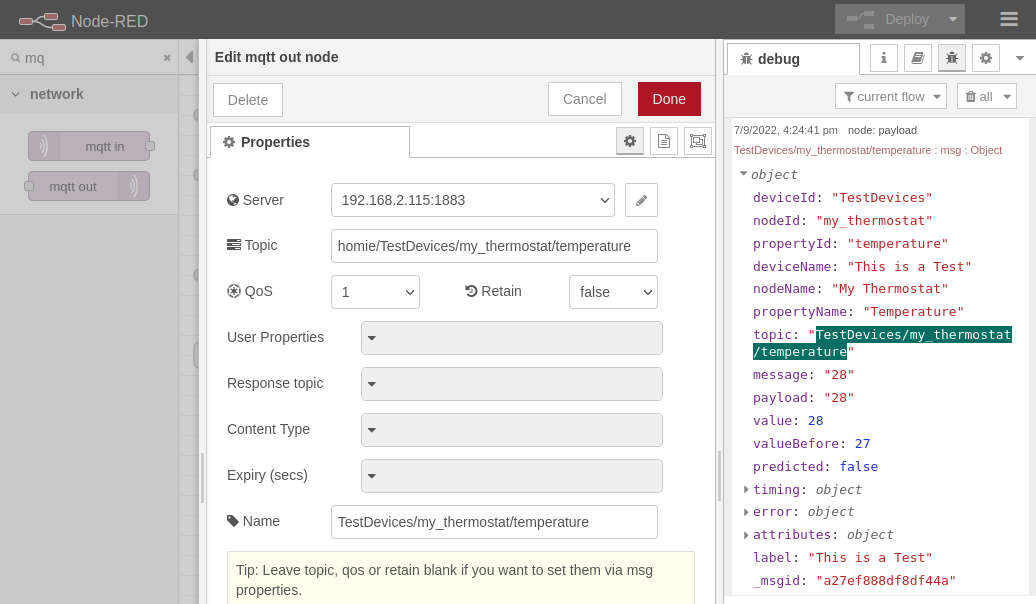 Node-RED
Deploy
mq
network
mqtt in
mqtt out
Edit mqtt out node
Delete
Cancel
Done
Properties
Server
192.168.2.115:1883
Topic
homie/TestDevices/my_thermostat/temperature
QoS
1
Retain
false
User Properties
Response topic
Content Type
Expiry (secs)
Name
TestDevices/my_thermostat/temperature
Tip: Leave topic, qos or retain blank if you want to set them via msg
properties.
debug
current flow
all
7/9/2022, 4:24:41 pm node: payload
TestDevices/my_thermostat/temperature : msg : Object
object
deviceId: "TestDevices"
nodeId: "my_thermostat"
propertyId: "temperature"
deviceName: "This is a Test"
nodeName: "My Thermostat"
propertyName: "Temperature"
topic: "TestDevices/my_thermostat
/temperature"
message: "28"
payload: "28"
value: 28
valueBefore: 27
predicted: false
timing: object
error: object
attributes: object
label: "This is a Test"
_msgid: "a27ef888df8df44a"